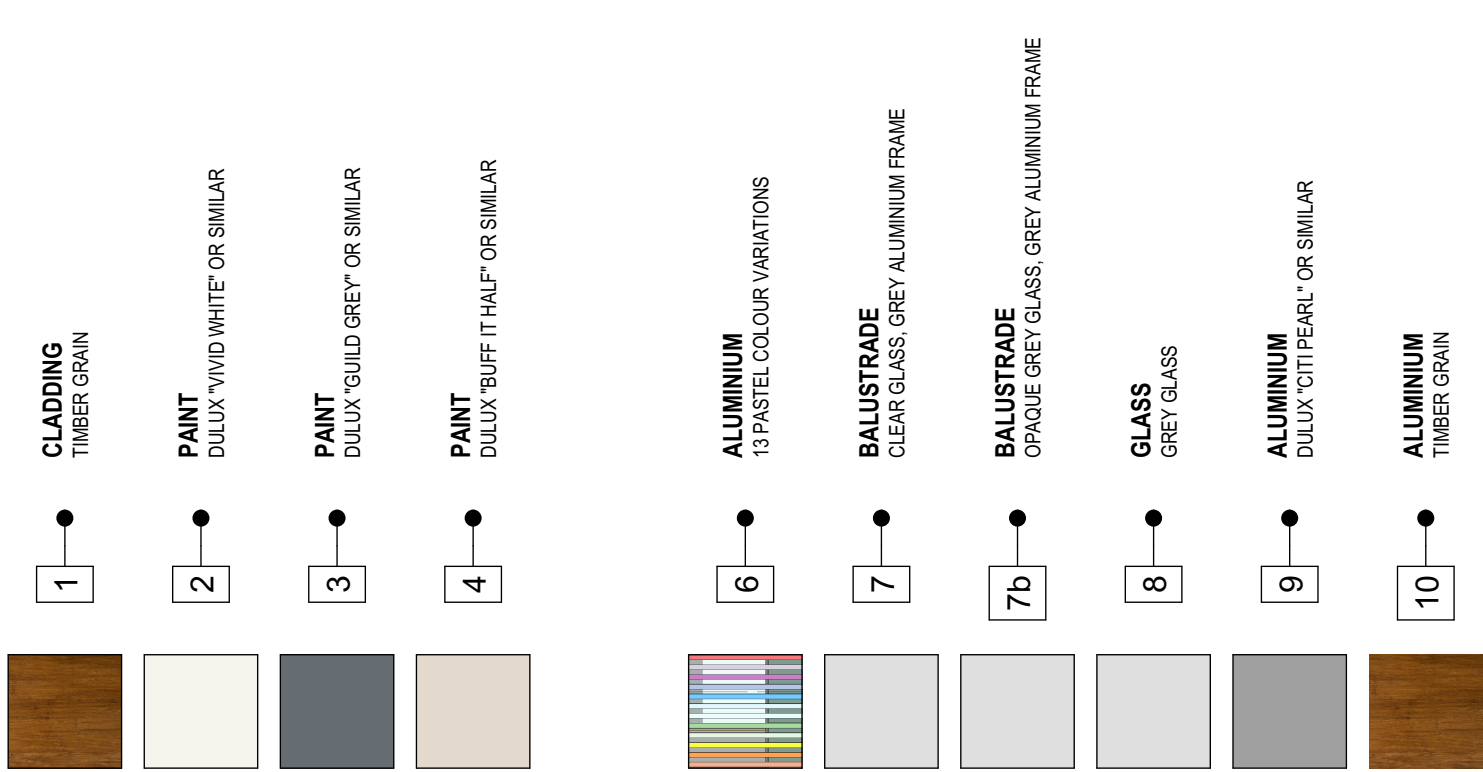 1
CLADDING
TIMBER GRAIN
2
PAINT
DULUX "VIVID WHITE" OR SIMILAR
3
PAINT
DULUX "GUILD GREY" OR SIMILAR
4
PAINT
DULUX "BUFF IT HALF" OR SIMILAR
6
ALUMINIUM
13 PASTEL COLOUR VARIATIONS
7
BALUSTRADE
CLEAR GLASS, GREY ALUMINIUM FRAME
7b
BALUSTRADE
OPAQUE GREY GLASS, GREY ALUMINIUM FRAME
8
GLASS
GREY GLASS
9
ALUMINIUM
DULUX "CITI PEARL" OR SIMILAR
10
ALUMINIUM
TIMBER GRAIN